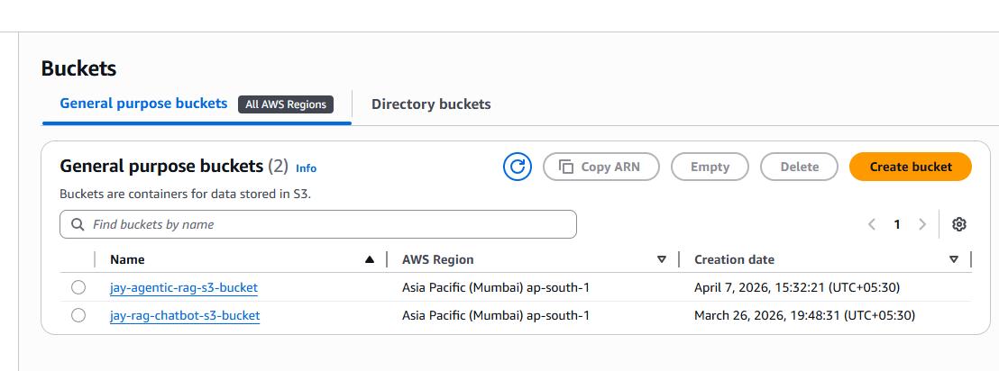 Buckets
General purpose buckets All AWS Regions Directory buckets
General purpose buckets (2) Info Copy ARN Empty Delete Create bucket
Buckets are containers for data stored in S3.
Find buckets by name 1
Name AWS Region Creation date
jay-agentic-rag-s3-bucket Asia Pacific (Mumbai) ap-south-1 April 7, 2026, 15:32:21 (UTC+05:30)
jay-rag-chatbot-s3-bucket Asia Pacific (Mumbai) ap-south-1 March 26, 2026, 19:48:31 (UTC+05:30)